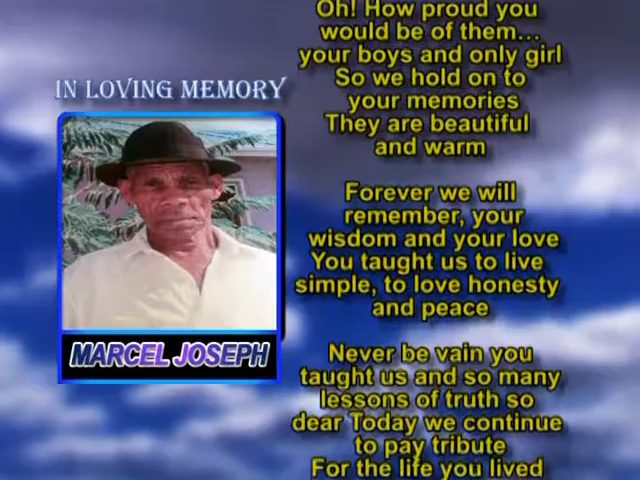 IN LOVING MEMORY
MARCEL JOSEPH
Oh! How proud you
would be of them...
your boys and only girl
So we hold on to
your memories
They are beautiful
and warm
Forever we will
remember, your
wisdom and your love
You taught us to live
simple, to love honesty
and peace
Never be vain you
taught us and so many
lessons of truth so
dear Today we continue
to pay tribute
For the life you lived